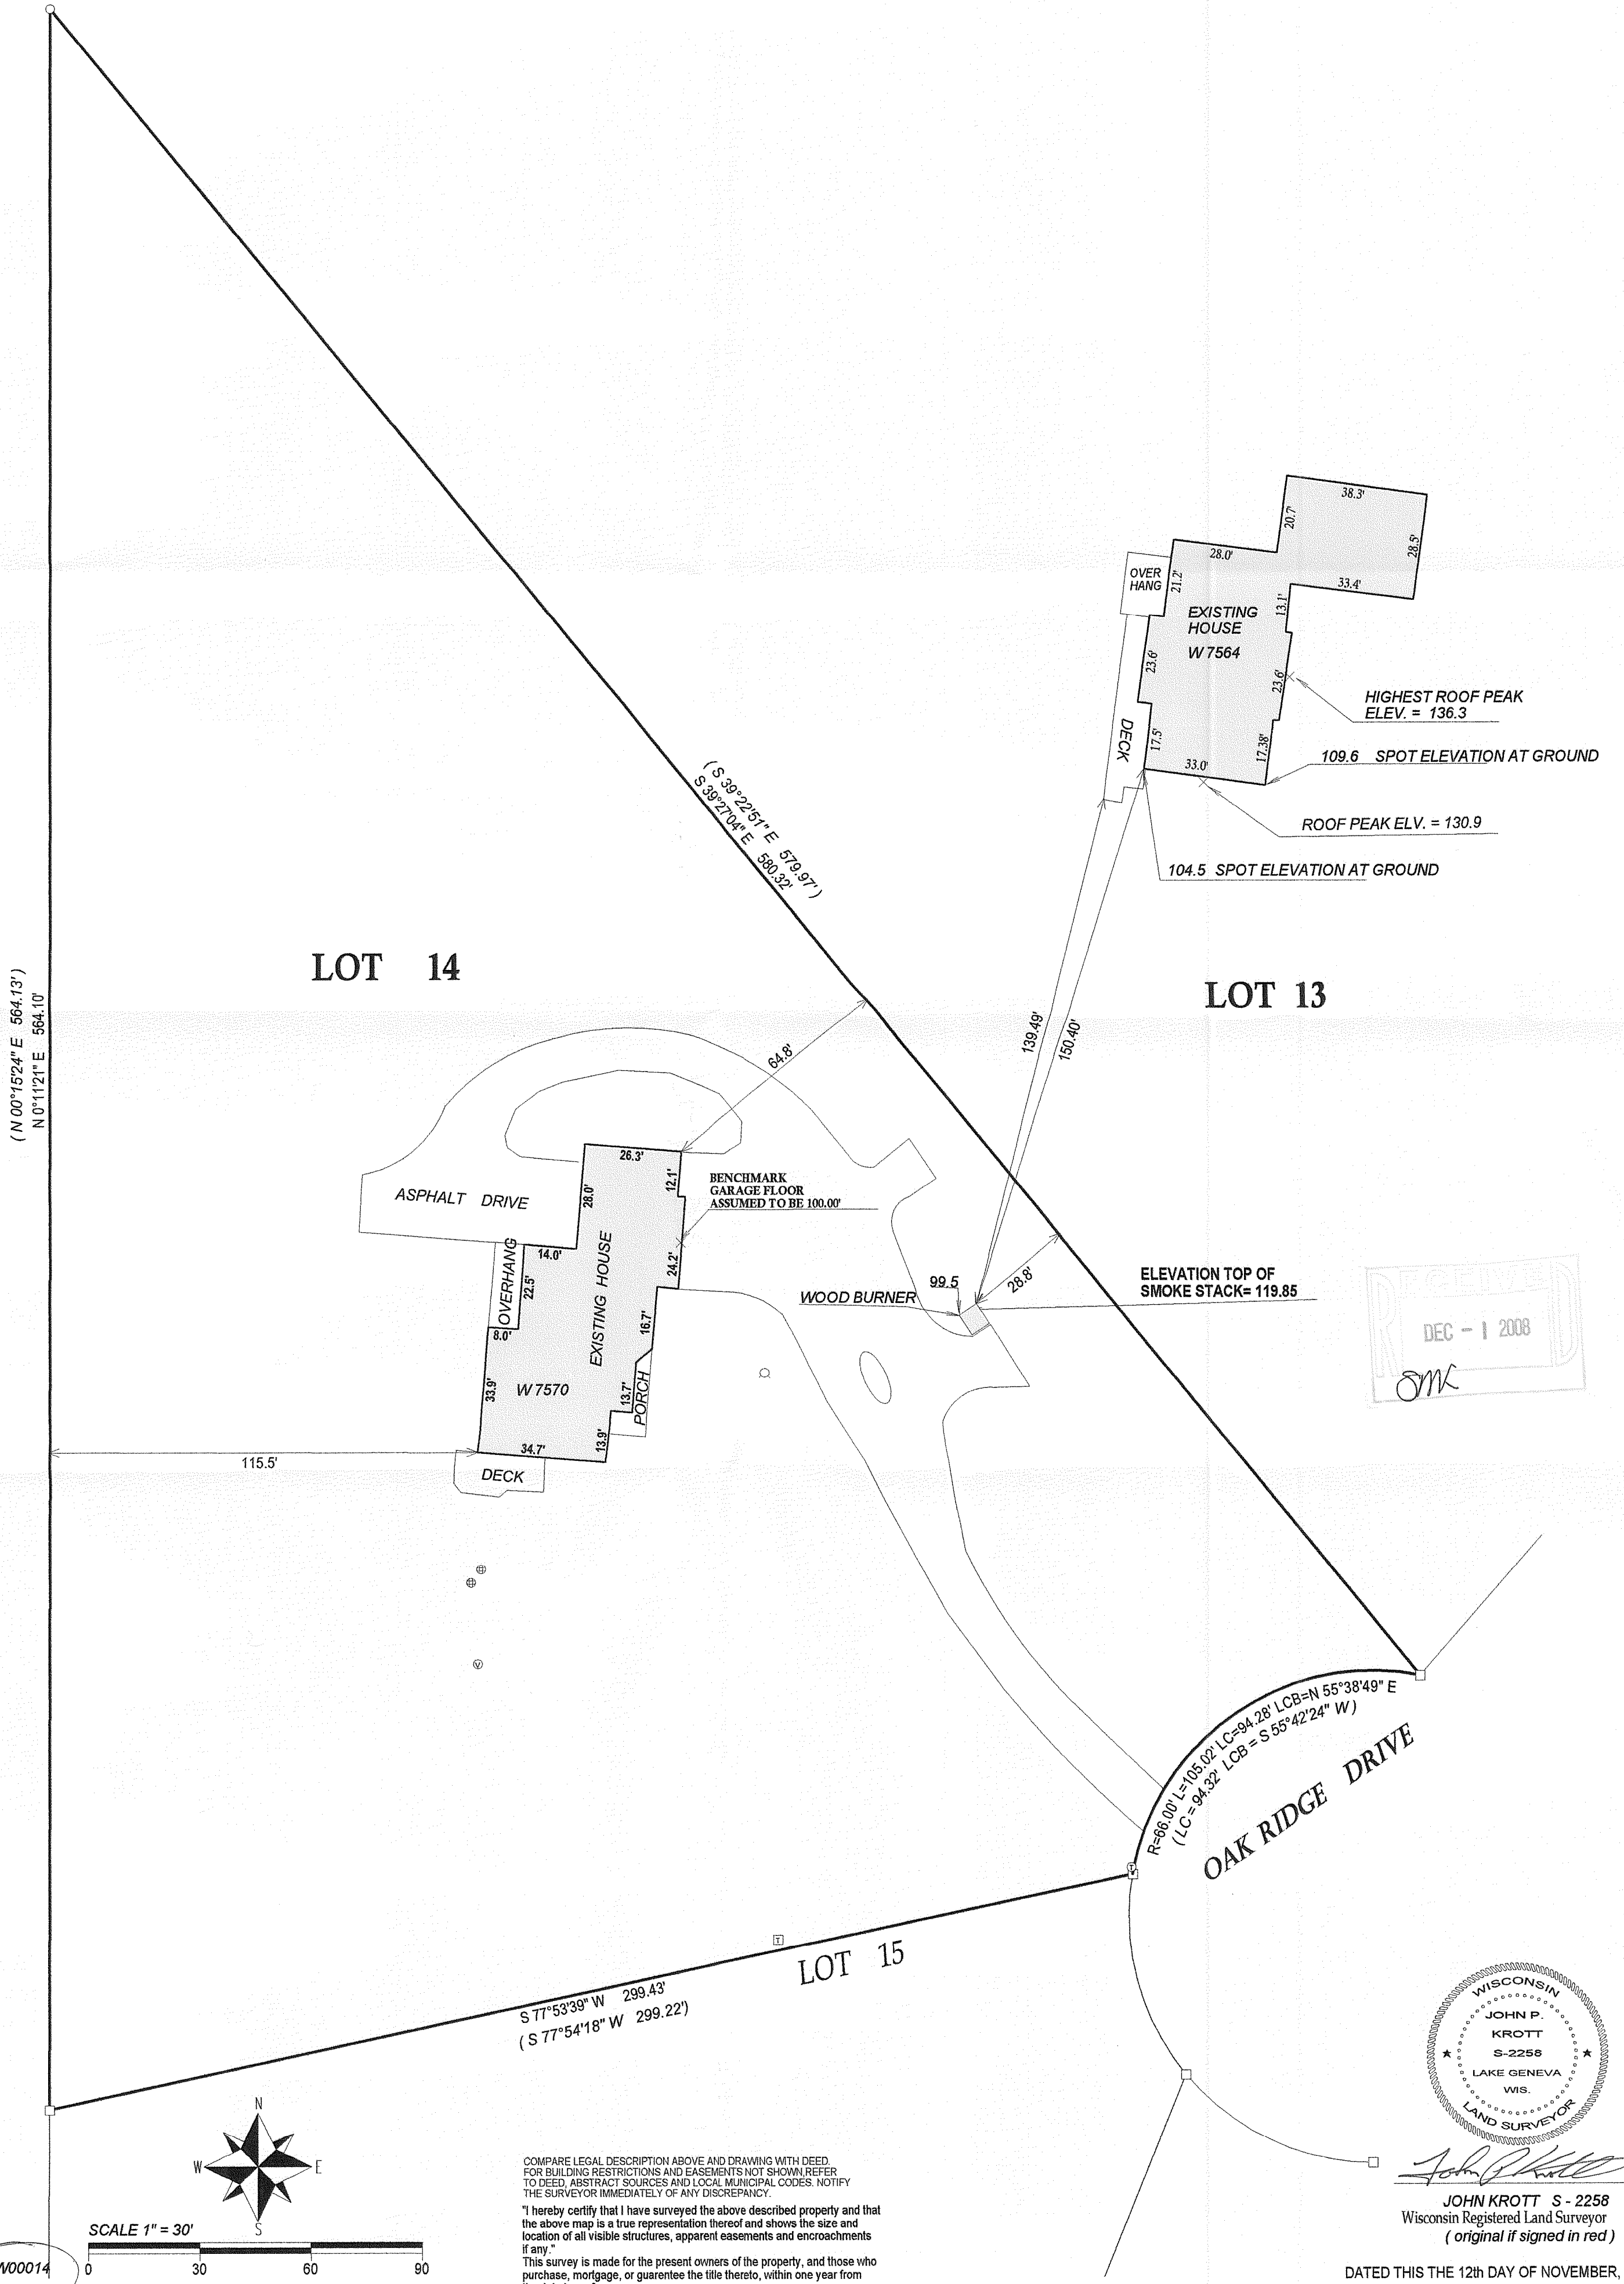 38.3'
20.7'
28.5'
28.0'
33.4'
OVER
HANG
21.2'
13.1'
EXISTING
HOUSE
W 7564
23.6'
23.6'
HIGHEST ROOF PEAK
ELEV. = 136.3
DECK
17.5'
17.38'
33.0'
109.6 SPOT ELEVATION AT GROUND
ROOF PEAK ELV. = 130.9
104.5 SPOT ELEVATION AT GROUND
( S 39°22'51" E 579.97' )
S 39°27'04" E 580.32'
LOT 14
LOT 13
( N 00°15'24" E 564.13')
N 0°11'21" E 564.10'
139.49'
150.40'
64.8'
26.3'
12.1'
BENCHMARK
GARAGE FLOOR
ASSUMED TO BE 100.00'
ASPHALT DRIVE
28.0'
14.0'
OVERHANG
22.5'
EXISTING HOUSE
24.2'
99.5
28.8'
WOOD BURNER
ELEVATION TOP OF
SMOKE STACK= 119.85
8.0'
16.7'
33.9'
W 7570
13.7'
PORCH
13.9'
34.7'
115.5'
DECK
RECEIVED
DEC - 1 2008
SMK
V
R=66.00' L=105.02' LC=94.28' LCB=N 55°38'49" E
( LC = 94.32' LCB = S 55°42'24" W )
OAK RIDGE DRIVE
T
T
LOT 15
S 77°53'39" W 299.43'
( S 77°54'18" W 299.22')
WISCONSIN
JOHN P.
KROTT
S-2258
LAKE GENEVA
WIS.
LAND SURVEYOR
John P Krott
JOHN KROTT S - 2258
Wisconsin Registered Land Surveyor
( original if signed in red )
DATED THIS THE 12th DAY OF NOVEMBER,
N
W E
S
SCALE 1" = 30'
0 30 60 90
W00014
COMPARE LEGAL DESCRIPTION ABOVE AND DRAWING WITH DEED.
FOR BUILDING RESTRICTIONS AND EASEMENTS NOT SHOWN,REFER
TO DEED, ABSTRACT SOURCES AND LOCAL MUNICIPAL CODES. NOTIFY
THE SURVEYOR IMMEDIATELY OF ANY DISCREPANCY.
"I hereby certify that I have surveyed the above described property and that
the above map is a true representation thereof and shows the size and
location of all visible structures, apparent easements and encroachments
if any."
This survey is made for the present owners of the property, and those who
purchase, mortgage, or guarentee the title thereto, within one year from